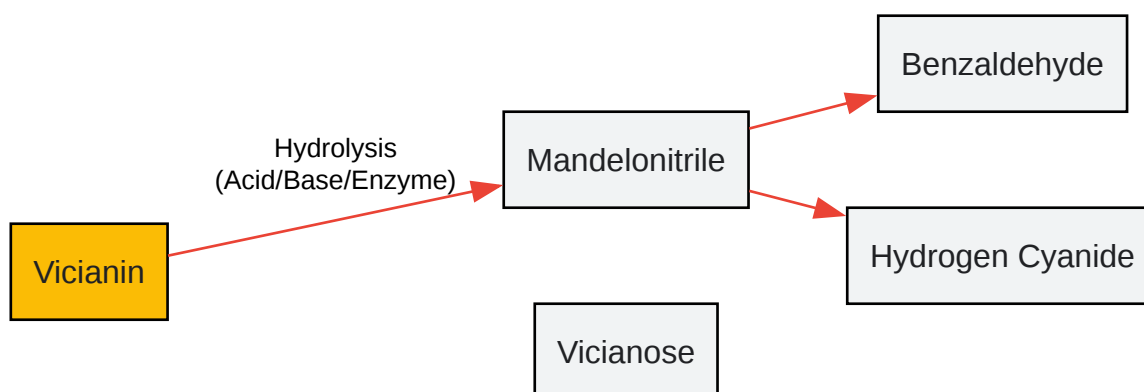 Benzaldehyde
Hydrolysis
(Acid/Base/Enzyme)
Mandelonitrile
Vicianin
Hydrogen Cyanide
Vicianose